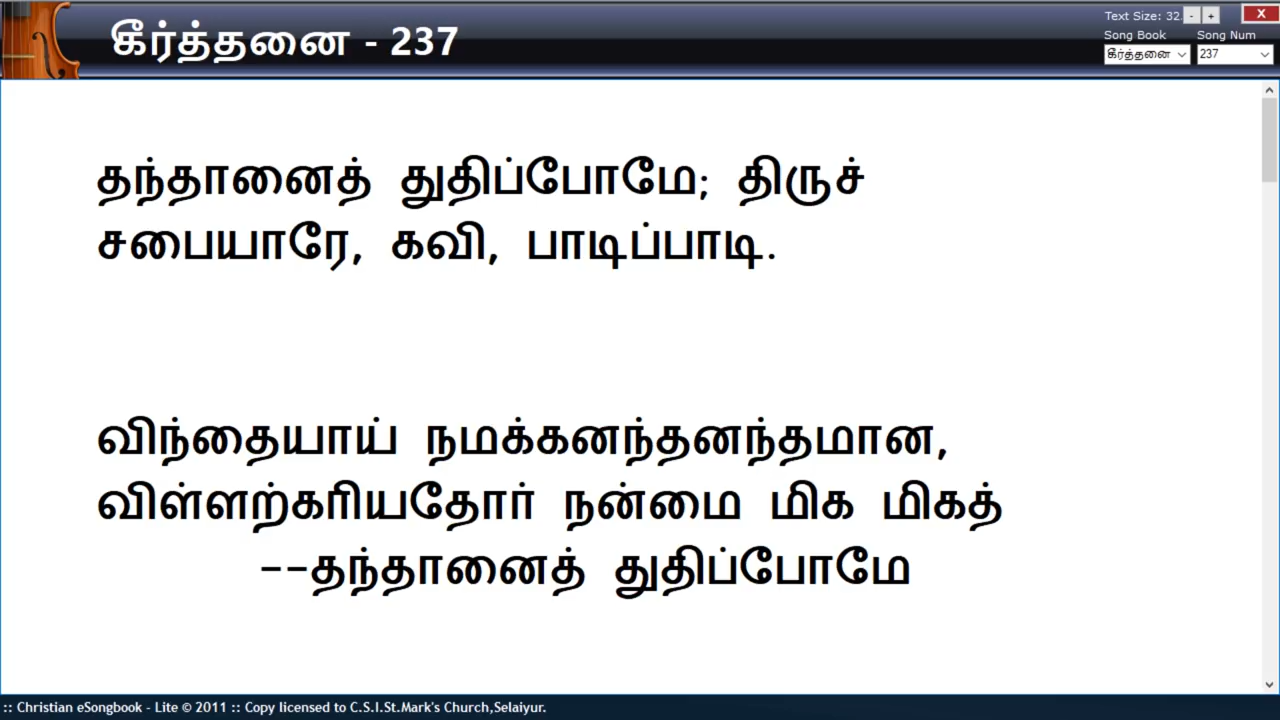 கீர்த்தனை - 237
Text Size: 32.
-
+
X
Song Book
Song Num
கீர்த்தனை
237
தந்தானைத் துதிப்போமே; திருச்
சபையாரே, கவி, பாடிப்பாடி.
விந்தையாய் நமக்கனந்தனந்தமான,
விள்ளற்கரியதோர் நன்மை மிக மிகத்
--தந்தானைத் துதிப்போமே
:: Christian eSongbook - Lite © 2011 :: Copy licensed to C.S.I.St.Mark's Church,Selaiyur.